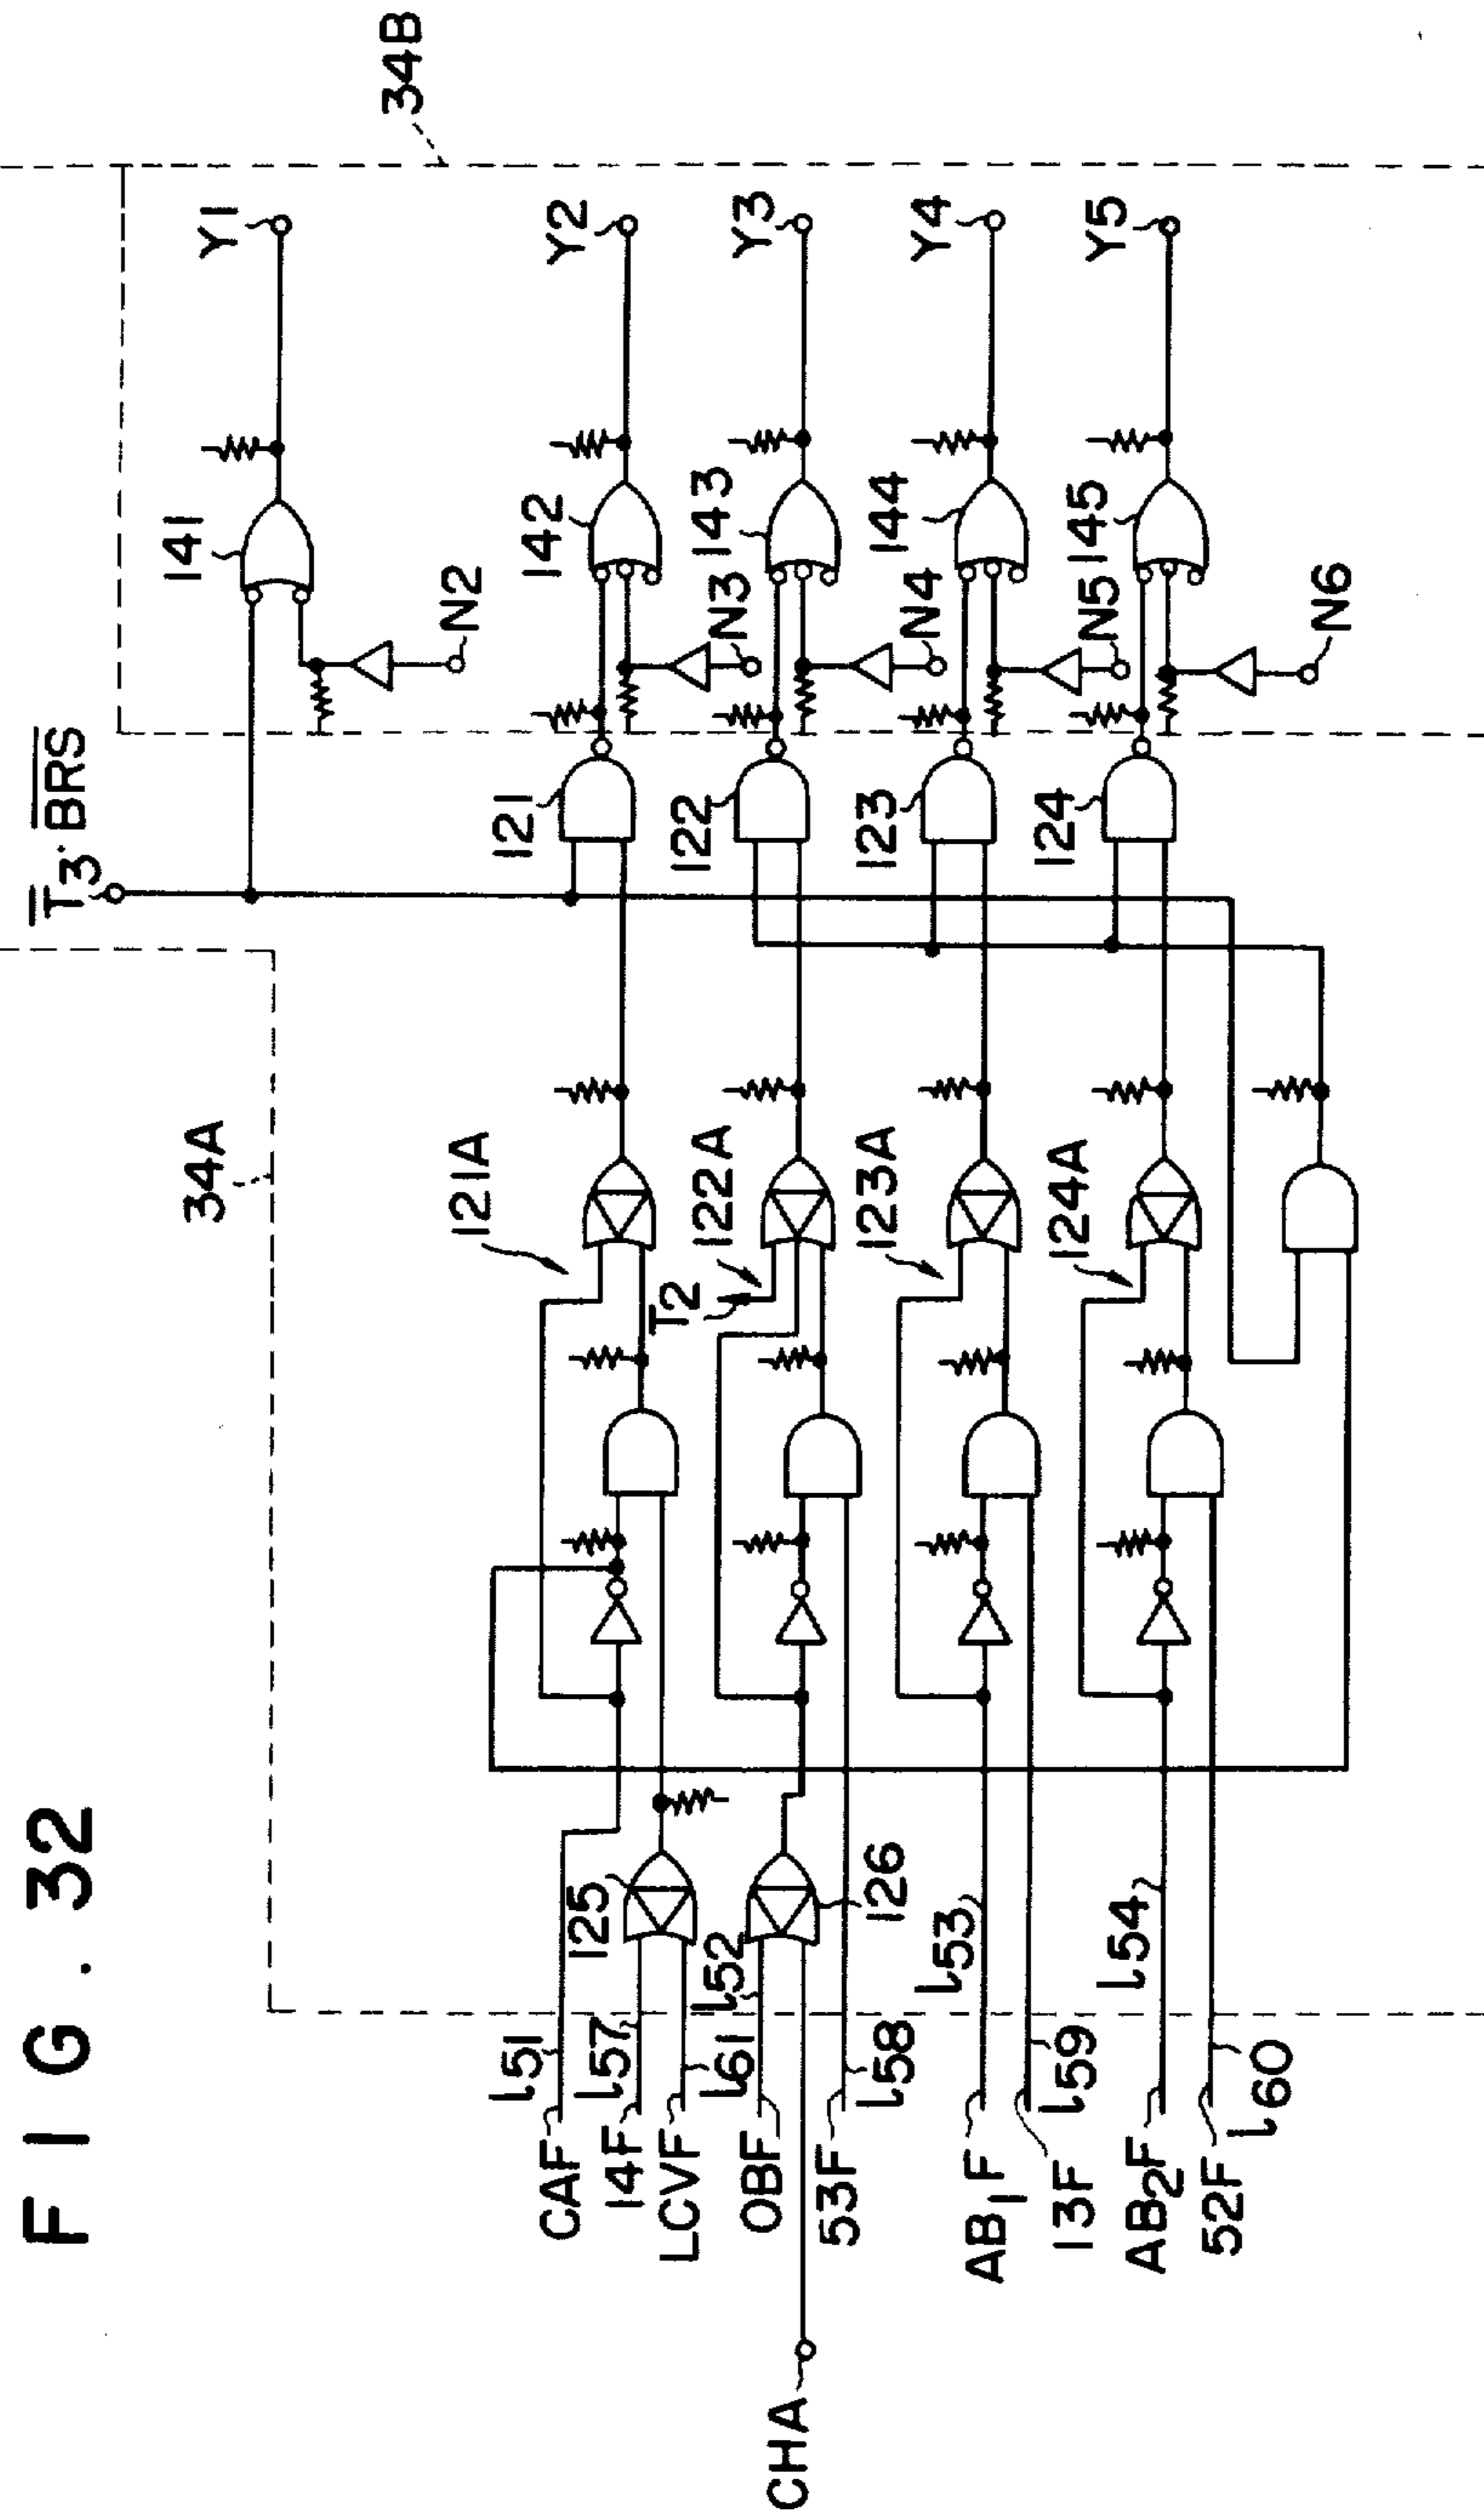 FIG. 32
T3·BRS
34A
34B
Y1
141
N2
121A
121
142
Y2
T2
122A
122
N3
143
Y3
123A
123
N4
144
Y4
124A
124
N5
145
Y5
N6
CAF
l51
14F
l57
125
LCVF
l61
OBF
l52
126
CHA
53F
l58
AB1F
l53
13F
l59
AB2F
l54
52F
l60